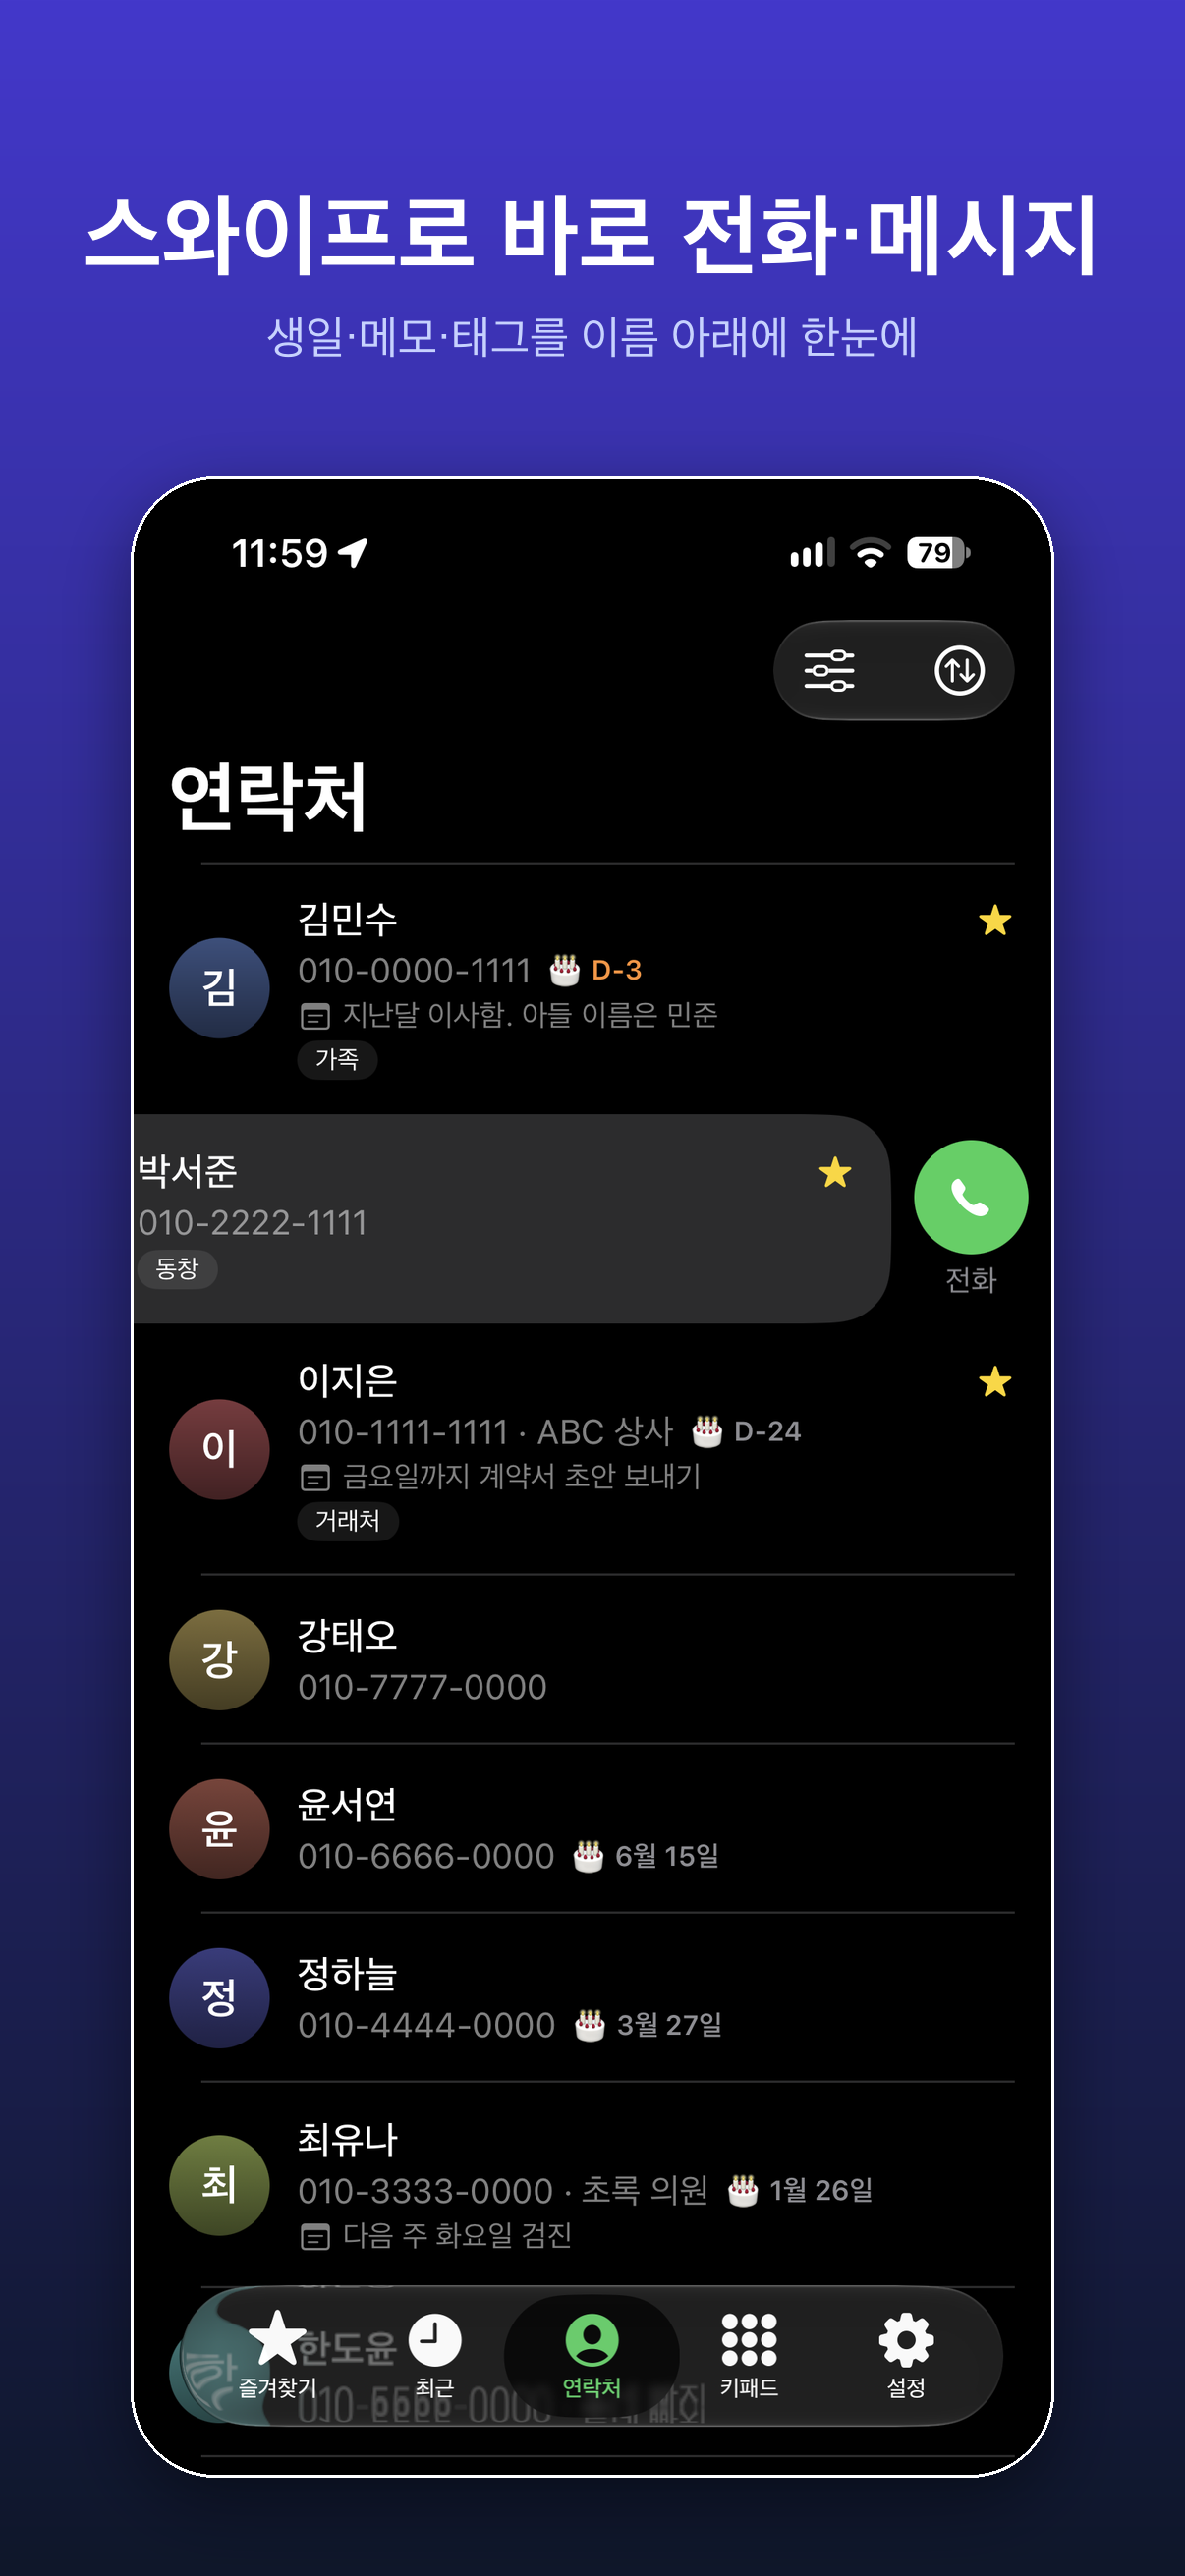 스와이프로 바로 전화·메시지
생일·메모·태그를 이름 아래에 한눈에
11:59
79
연락처
김
김민수
010-0000-1111 D-3
지난달 이사함. 아들 이름은 민준
가족
박서준
010-2222-1111
동창
전화
이
이지은
010-1111-1111 · ABC 상사 D-24
금요일까지 계약서 초안 보내기
거래처
강
강태오
010-7777-0000
윤
윤서연
010-6666-0000 6월 15일
정
정하늘
010-4444-0000 3월 27일
최
최유나
010-3333-0000 · 초록 의원 1월 26일
다음 주 화요일 검진
한도윤
즐겨찾기 최근 연락처 키패드 설정